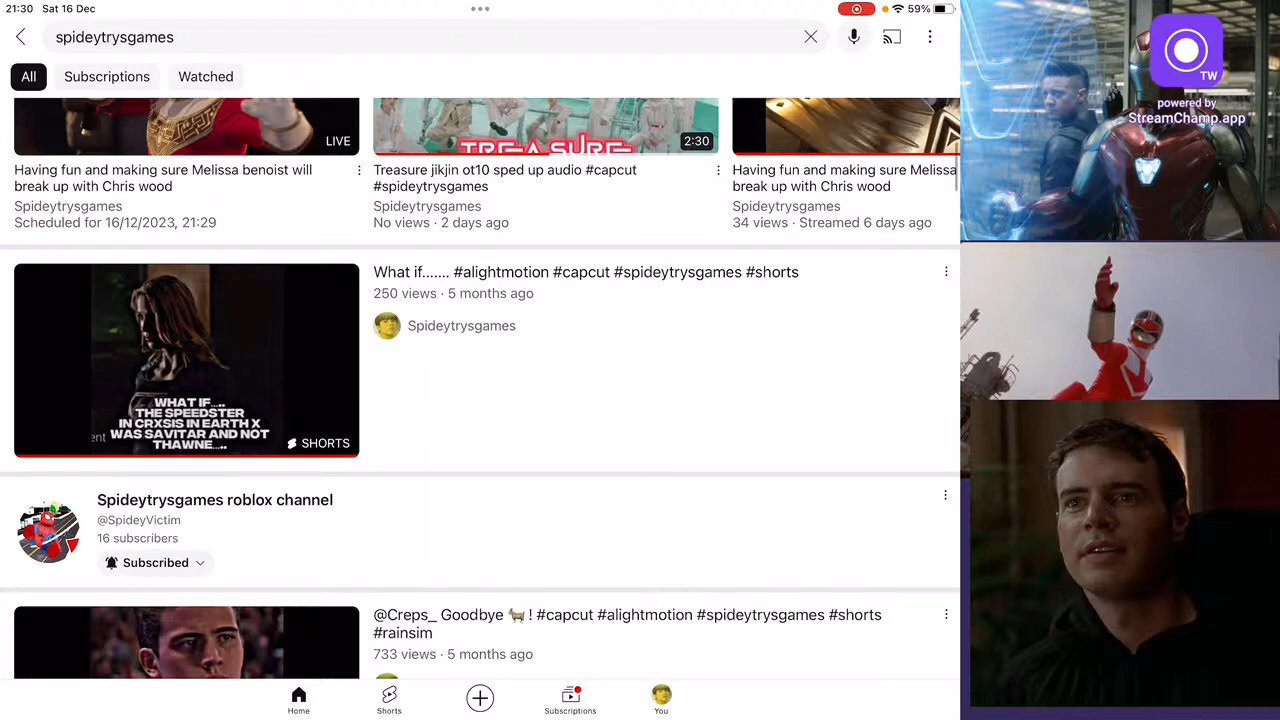 21:30 Sat 16 Dec
59%
spideytrysgames
All Subscriptions Watched
LIVE
TREASURE
2:30
Having fun and making sure Melissa benoist will
break up with Chris wood
Spideytrysgames
Scheduled for 16/12/2023, 21:29
Treasure jikjin ot10 sped up audio #capcut
#spideytrysgames
Spideytrysgames
No views · 2 days ago
Having fun and making sure Melissa
break up with Chris wood
Spideytrysgames
34 views · Streamed 6 days ago
WHAT IF.....
THE SPEEDSTER
IN CRXSIS IN EARTH X
WAS SAVITAR AND NOT
THAWNE.....
ent
SHORTS
What if....... #alightmotion #capcut #spideytrysgames #shorts
250 views · 5 months ago
Spideytrysgames
Spideytrysgames roblox channel
@SpideyVictim
16 subscribers
Subscribed
@Creps_ Goodbye 🐐 ! #capcut #alightmotion #spideytrysgames #shorts
#rainsim
733 views · 5 months ago
Home
Shorts
Subscriptions
You
TW
powered by
StreamChamp.app